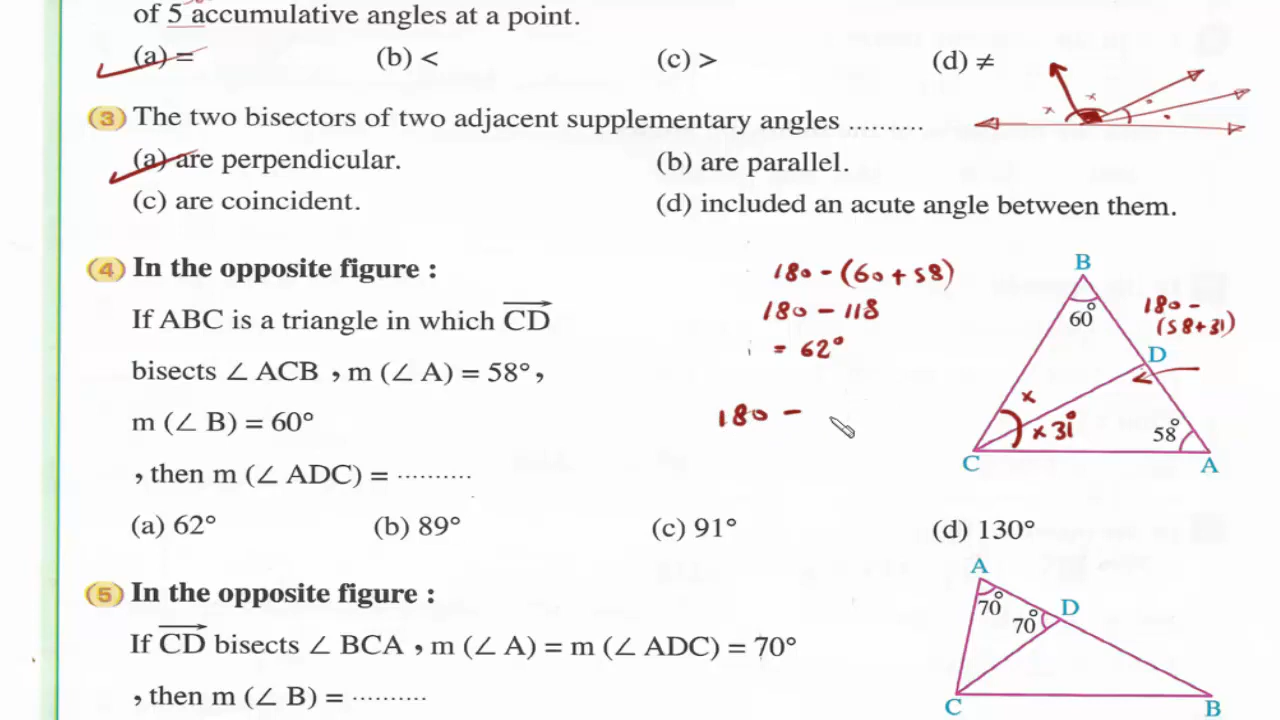 of 5 accumulative angles at a point.
(a) = (b) < (c) > (d) ≠
(3) The two bisectors of two adjacent supplementary angles ..........
(a) are perpendicular. (b) are parallel.
(c) are coincident. (d) included an acute angle between them.
x x
(4) In the opposite figure :
If ABC is a triangle in which CD
bisects ∠ ACB , m (∠ A) = 58° ,
m (∠ B) = 60°
, then m (∠ ADC) = ..........
(a) 62° (b) 89° (c) 91° (d) 130°
180 - (60 + 58)
180 - 118
= 62°
180 -
B
60°
180 -
(58+31)
D
x
x 31°
58°
C A
(5) In the opposite figure :
If CD bisects ∠ BCA , m (∠ A) = m (∠ ADC) = 70°
, then m (∠ B) = ..........
A
70°
D
70°
C B